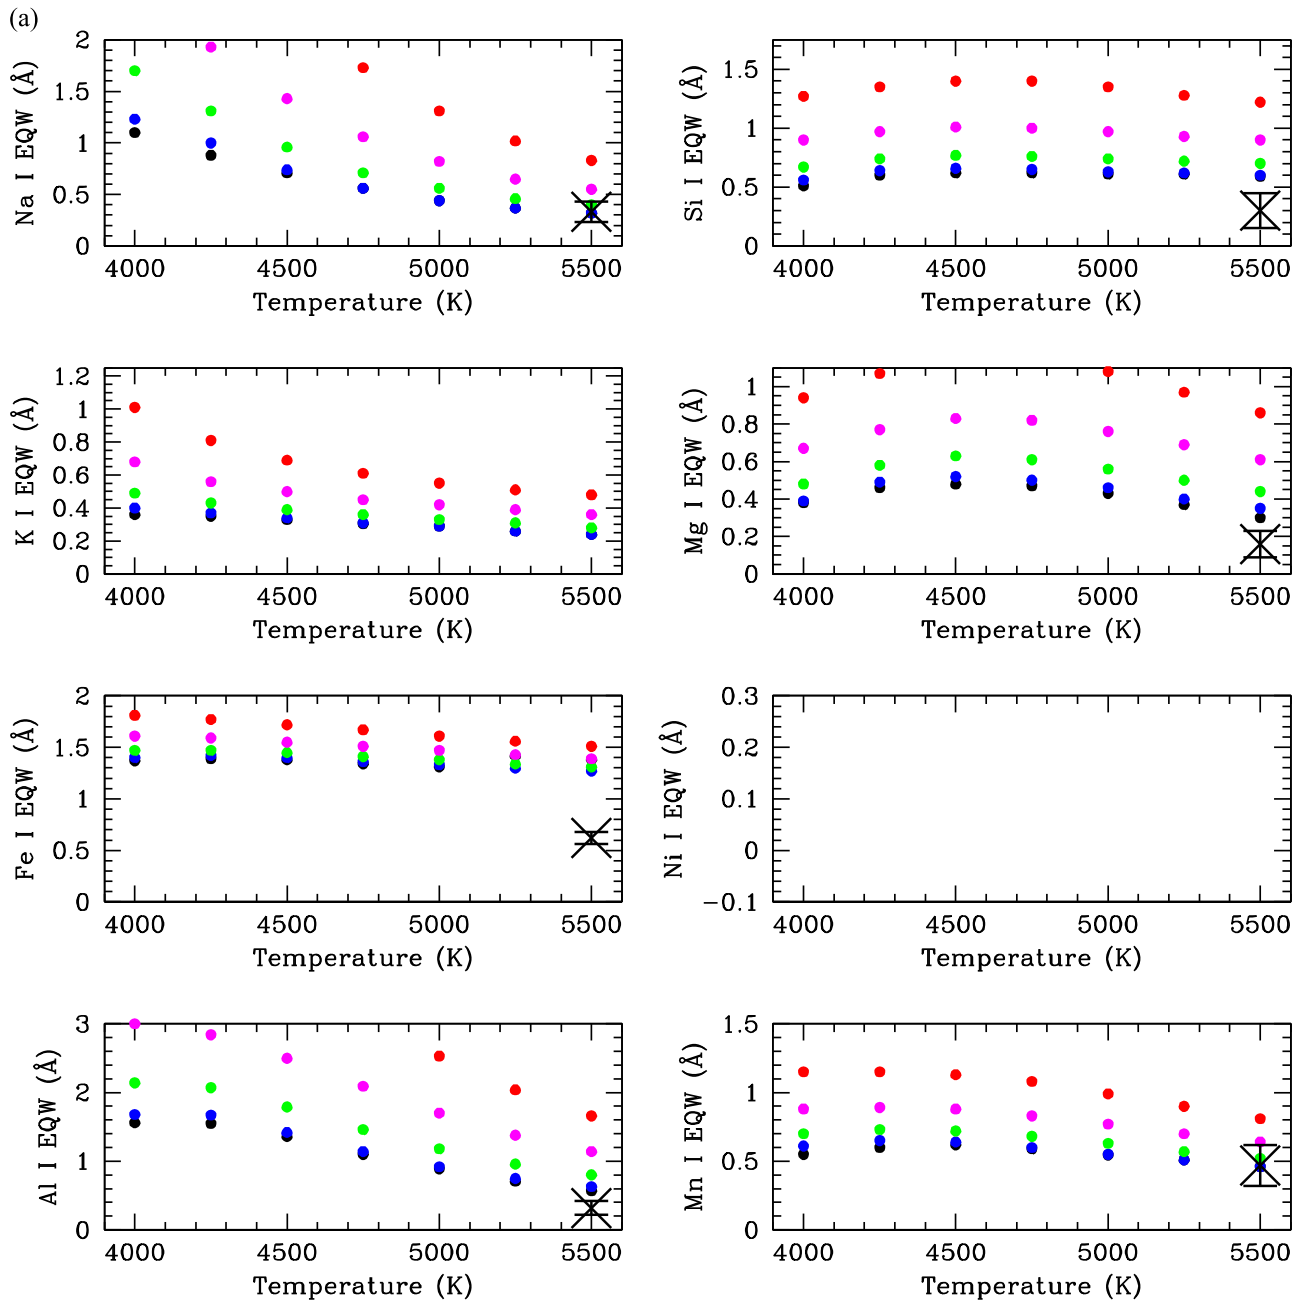 (a)
2
1.5
1
0.5
0
4000 4500 5000 5500
Temperature (K)
Na I EQW (Å)
1.5
1
0.5
0
4000 4500 5000 5500
Temperature (K)
Si I EQW (Å)
1.2
1
0.8
0.6
0.4
0.2
0
4000 4500 5000 5500
Temperature (K)
K I EQW (Å)
1
0.8
0.6
0.4
0.2
0
4000 4500 5000 5500
Temperature (K)
Mg I EQW (Å)
2
1.5
1
0.5
0
4000 4500 5000 5500
Temperature (K)
Fe I EQW (Å)
0.3
0.2
0.1
0
−0.1
4000 4500 5000 5500
Temperature (K)
Ni I EQW (Å)
3
2
1
0
4000 4500 5000 5500
Temperature (K)
Al I EQW (Å)
1.5
1
0.5
0
4000 4500 5000 5500
Temperature (K)
Mn I EQW (Å)